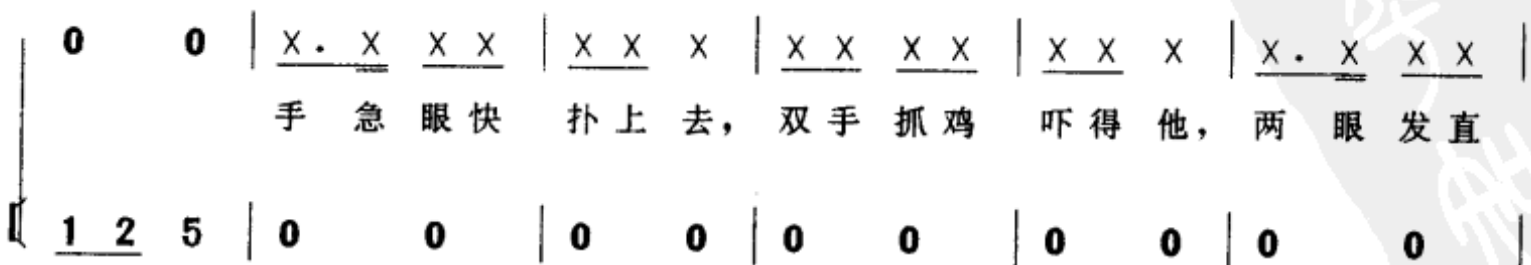 0 0 | X. X X X | X X X | X X X X | X X X | X. X X X |
手 急 眼 快 扑 上 去， 双 手 抓 鸡 吓 得 他， 两 眼 发 直
1 2 5 | 0 0 | 0 0 | 0 0 | 0 0 | 0 0 |